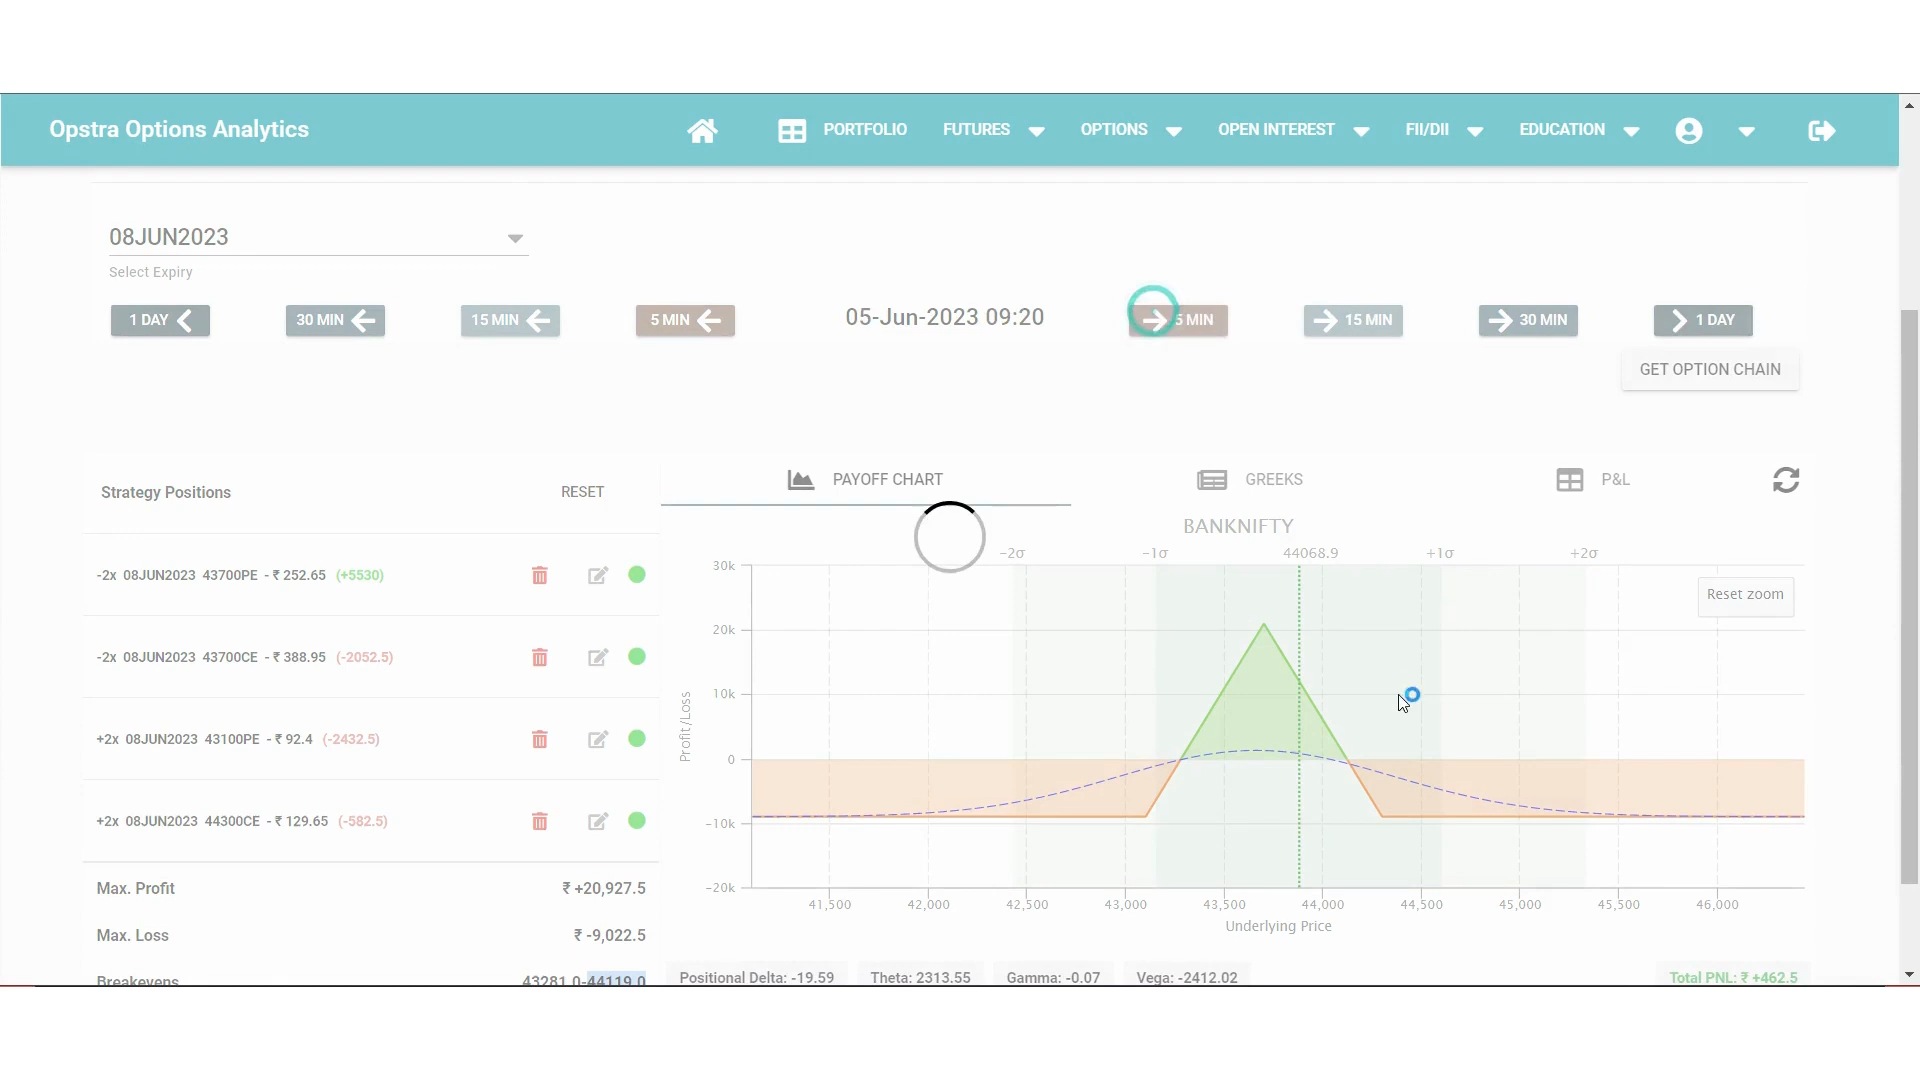 Opstra Options Analytics
PORTFOLIO FUTURES OPTIONS OPEN INTEREST FII/DII EDUCATION
08JUN2023
Select Expiry
1 DAY 30 MIN 15 MIN 5 MIN 05-Jun-2023 09:20 5 MIN 15 MIN 30 MIN 1 DAY
GET OPTION CHAIN
Strategy Positions RESET
PAYOFF CHART GREEKS P&L
BANKNIFTY
-2σ -1σ 44068.9 +1σ +2σ
Reset zoom
-2x 08JUN2023 43700PE - ₹ 252.65 (+5530)
-2x 08JUN2023 43700CE - ₹ 388.95 (-2052.5)
+2x 08JUN2023 43100PE - ₹ 92.4 (-2432.5)
+2x 08JUN2023 44300CE - ₹ 129.65 (-582.5)
Max. Profit ₹ +20,927.5
Max. Loss ₹ -9,022.5
Breakevens 43281.0-44119.0
Profit/Loss
30k
20k
10k
0
-10k
-20k
41,500 42,000 42,500 43,000 43,500 44,000 44,500 45,000 45,500 46,000
Underlying Price
Positional Delta: -19.59 Theta: 2313.55 Gamma: -0.07 Vega: -2412.02 Total PNL: ₹ +462.5